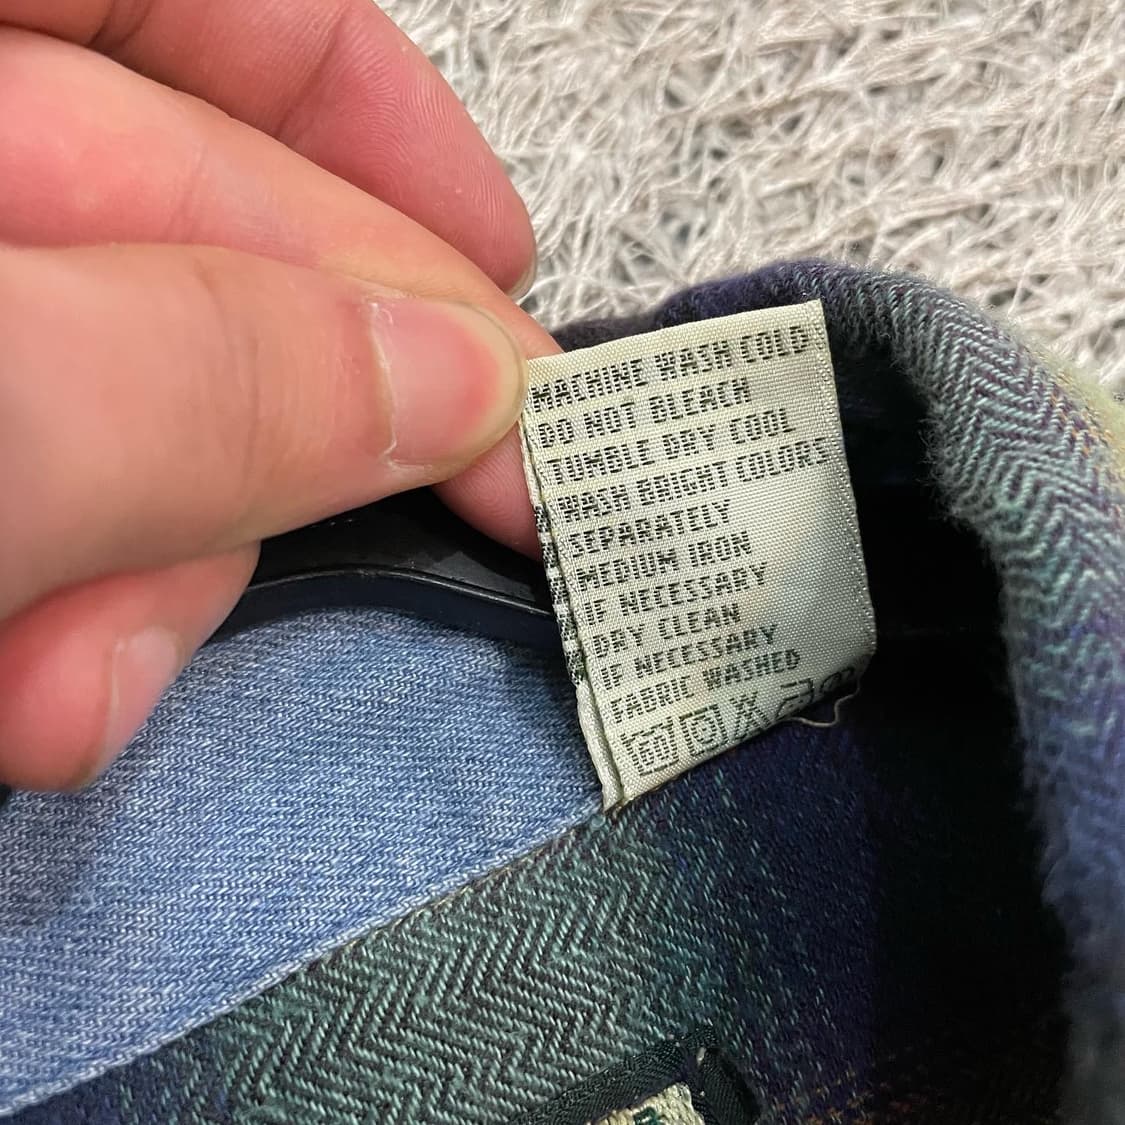 MACHINE WASH COLD
DO NOT BLEACH
TUMBLE DRY COOL
WASH BRIGHT COLORS
SEPARATELY
MEDIUM IRON
IF NECESSARY
DRY CLEAN
IF NECESSARY
FABRIC WASHED
60